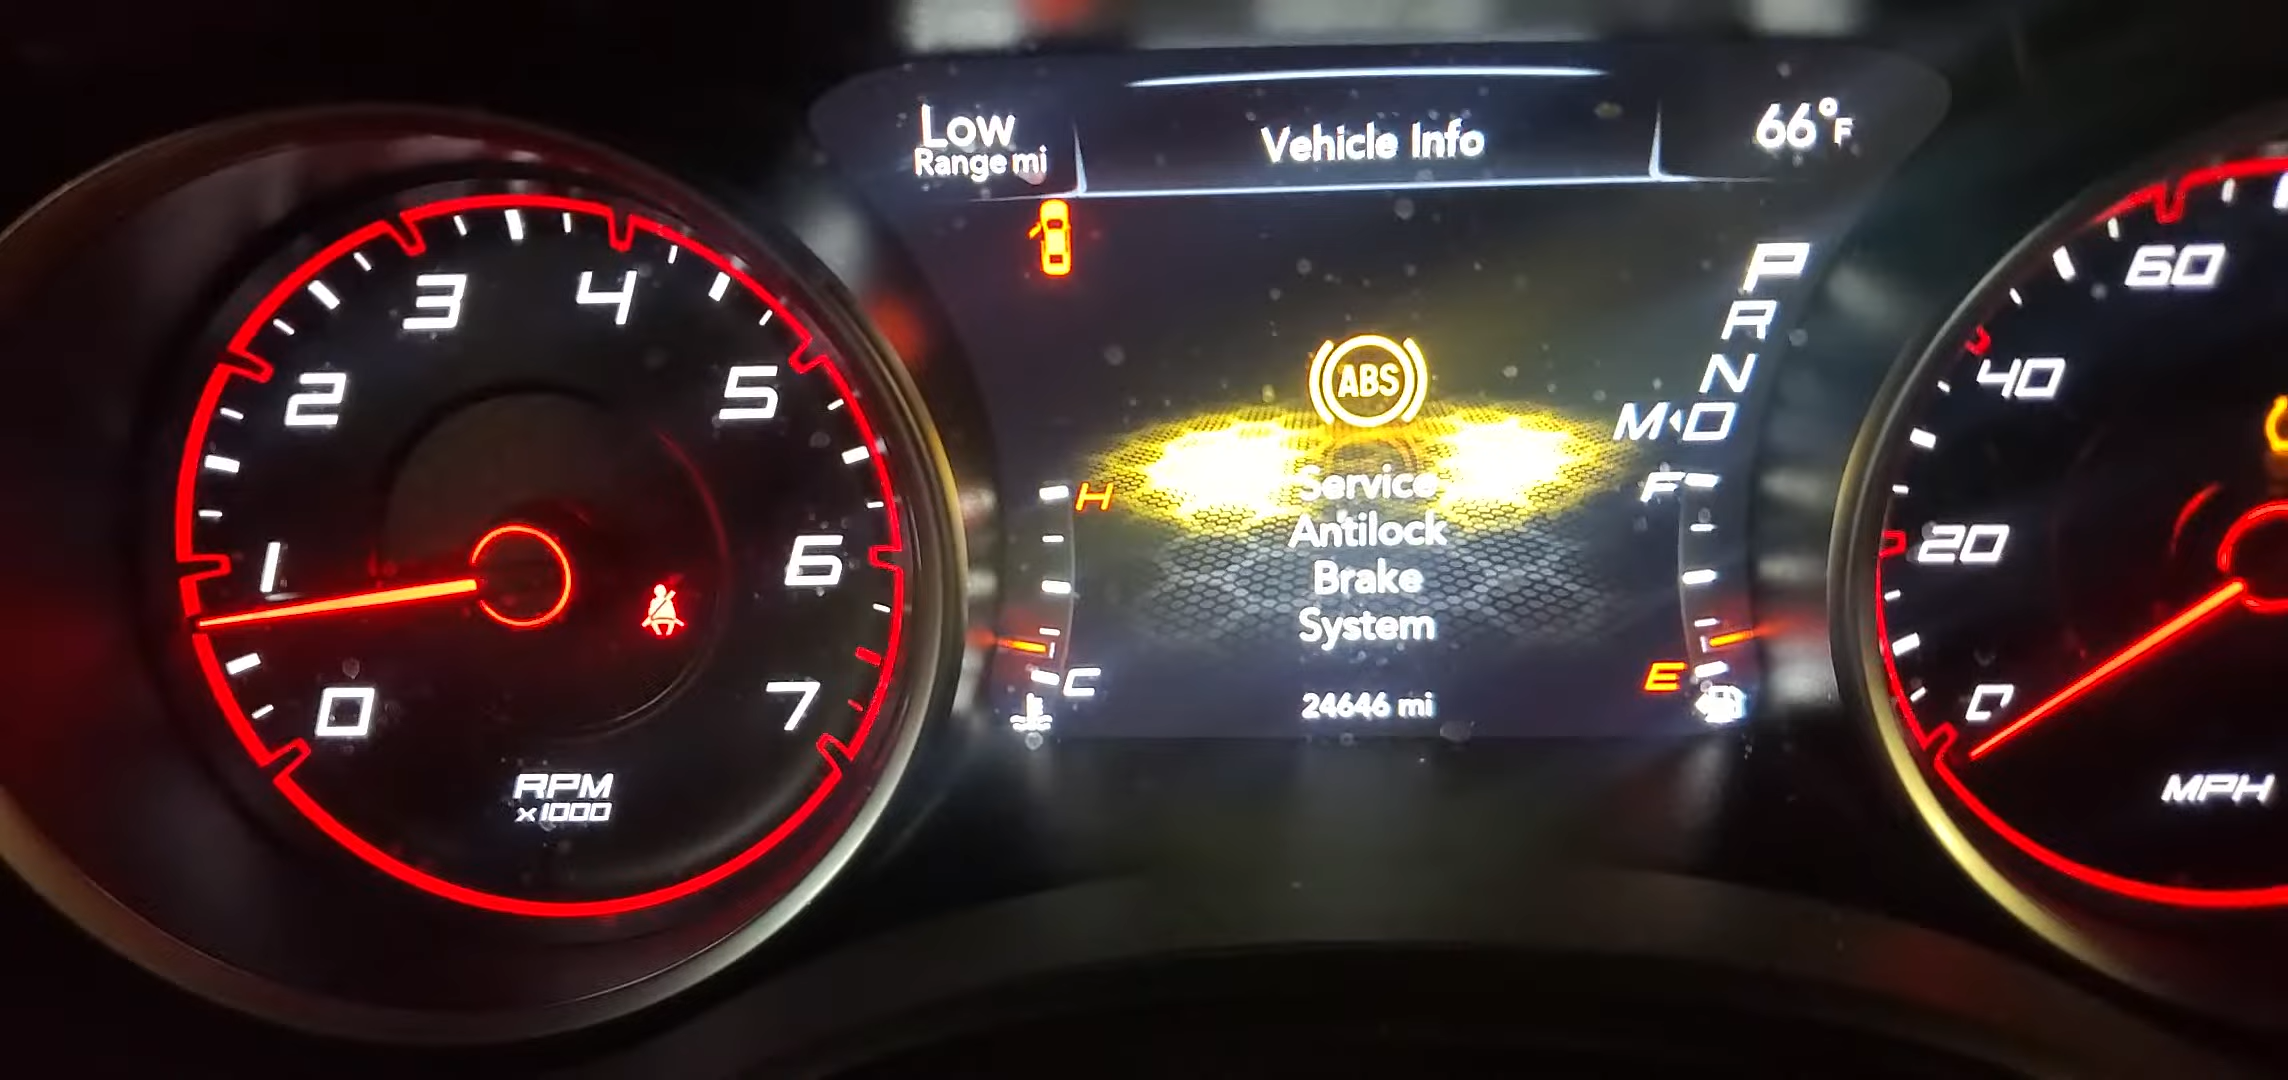 Low
Range mi
Vehicle Info
66°F
P
R
N
M D
ABS
Service
Antilock
Brake
System
24646 mi
H
C
F
E
0
1
2
3
4
5
6
7
RPM
x1000
0
20
40
60
MPH